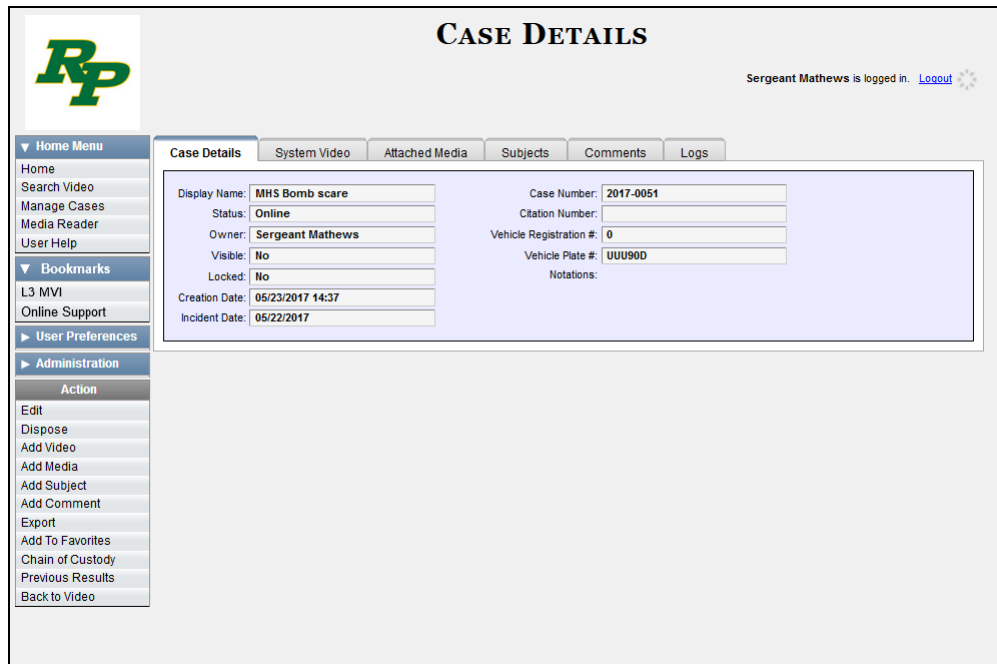 RP
CASE DETAILS
Sergeant Mathews is logged in. Logout
▼ Home Menu
Home
Search Video
Manage Cases
Media Reader
User Help
▼ Bookmarks
L3 MVI
Online Support
► User Preferences
► Administration
Action
Edit
Dispose
Add Video
Add Media
Add Subject
Add Comment
Export
Add To Favorites
Chain of Custody
Previous Results
Back to Video
Case Details System Video Attached Media Subjects Comments Logs
Display Name: MHS Bomb scare
Status: Online
Owner: Sergeant Mathews
Visible: No
Locked: No
Creation Date: 05/23/2017 14:37
Incident Date: 05/22/2017
Case Number: 2017-0051
Citation Number:
Vehicle Registration #: 0
Vehicle Plate #: UUU90D
Notations: